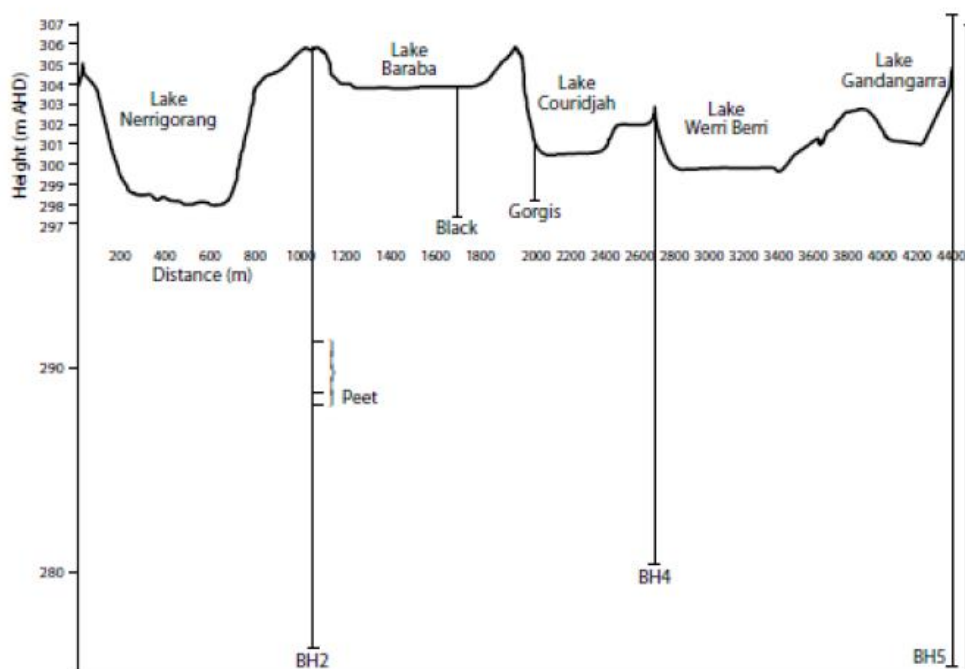 307
306
305
304
303
302
301
300
299
298
297
290
280
Height (m AHD)
Lake
Nerrigorang
Lake
Baraba
Lake
Couridjah
Lake
Werri Berri
Lake
Gandangarra
Black
Gorgis
200 400 600 800 1000 1200 1400 1600 1800 2000 2200 2400 2600 2800 3000 3200 3400 3600 3800 4000 4200 4400
Distance (m)
Peet
BH4
BH2
BH5